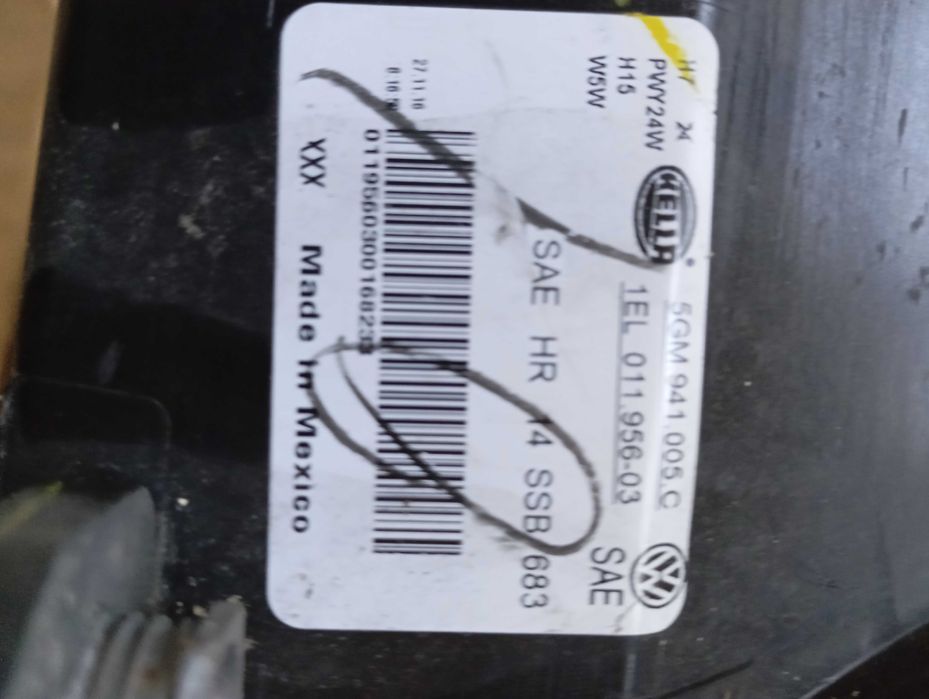 H7
PWY24W
H15
W5W
24
HELLA
5GM 941.005.C
1EL 011.956-03
SAE
SAE HR 14 SSB 683
27.11.16
XXX Made in Mexico